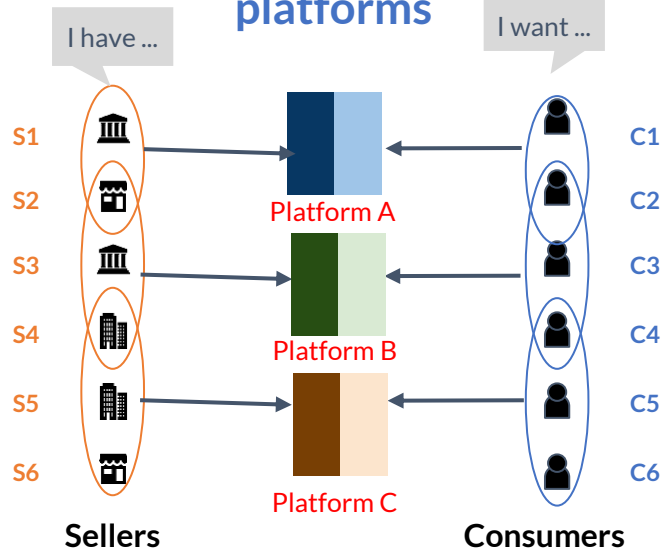 platforms
I have ...
I want ...
S1
C1
S2
C2
Platform A
S3
C3
S4
C4
Platform B
S5
C5
S6
C6
Platform C
Sellers
Consumers